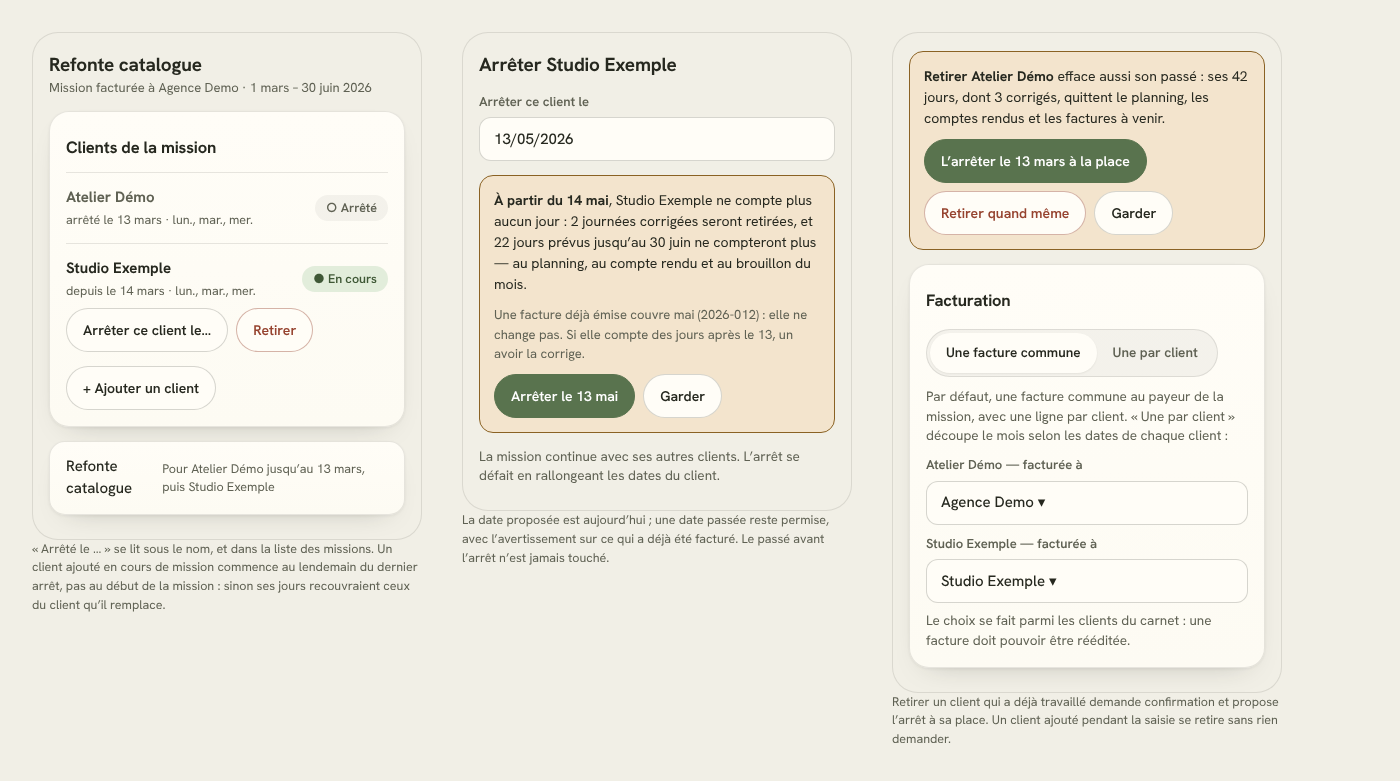 Refonte catalogue
Mission facturée à Agence Demo · 1 mars – 30 juin 2026
Clients de la mission
Atelier Démo
arrêté le 13 mars · lun., mar., mer.
Arrêté
Studio Exemple
depuis le 14 mars · lun., mar., mer.
En cours
Arrêter ce client le…
Retirer
+ Ajouter un client
Refonte
catalogue
Pour Atelier Démo jusqu’au 13 mars,
puis Studio Exemple
« Arrêté le … » se lit sous le nom, et dans la liste des missions. Un
client ajouté en cours de mission commence au lendemain du dernier
arrêt, pas au début de la mission : sinon ses jours recouvraient ceux
du client qu’il remplace.
Arrêter Studio Exemple
Arrêter ce client le
13/05/2026
À partir du 14 mai, Studio Exemple ne compte plus
aucun jour : 2 journées corrigées seront retirées, et
22 jours prévus jusqu’au 30 juin ne compteront plus
— au planning, au compte rendu et au brouillon du
mois.
Une facture déjà émise couvre mai (2026-012) : elle ne
change pas. Si elle compte des jours après le 13, un
avoir la corrige.
Arrêter le 13 mai
Garder
La mission continue avec ses autres clients. L’arrêt se
défait en rallongeant les dates du client.
La date proposée est aujourd’hui ; une date passée reste permise,
avec l’avertissement sur ce qui a déjà été facturé. Le passé avant
l’arrêt n’est jamais touché.
Retirer Atelier Démo efface aussi son passé : ses 42
jours, dont 3 corrigés, quittent le planning, les
comptes rendus et les factures à venir.
L’arrêter le 13 mars à la place
Retirer quand même
Garder
Facturation
Une facture commune
Une par client
Par défaut, une facture commune au payeur de la
mission, avec une ligne par client. « Une par client »
découpe le mois selon les dates de chaque client :
Atelier Démo — facturée à
Agence Demo ▾
Studio Exemple — facturée à
Studio Exemple ▾
Le choix se fait parmi les clients du carnet : une
facture doit pouvoir être rééditée.
Retirer un client qui a déjà travaillé demande confirmation et propose
l’arrêt à sa place. Un client ajouté pendant la saisie se retire sans rien
demander.